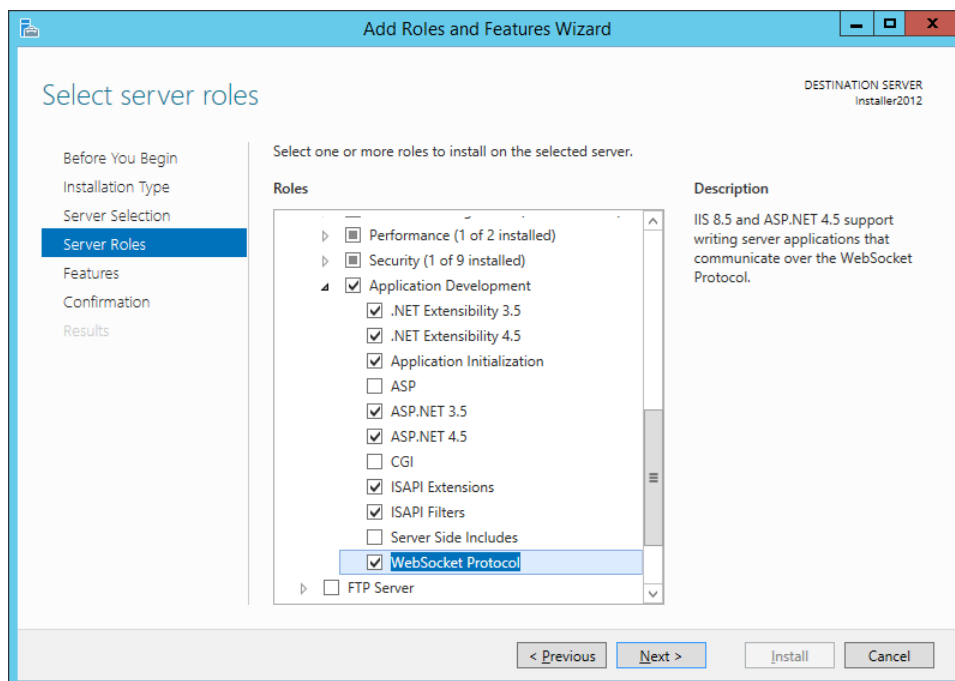 Add Roles and Features Wizard
Select server roles
DESTINATION SERVER
Installer2012
Before You Begin
Installation Type
Server Selection
Server Roles
Features
Confirmation
Results
Select one or more roles to install on the selected server.
Roles
Performance (1 of 2 installed)
Security (1 of 9 installed)
Application Development
.NET Extensibility 3.5
.NET Extensibility 4.5
Application Initialization
ASP
ASP.NET 3.5
ASP.NET 4.5
CGI
ISAPI Extensions
ISAPI Filters
Server Side Includes
WebSocket Protocol
FTP Server
Description
IIS 8.5 and ASP.NET 4.5 support
writing server applications that
communicate over the WebSocket
Protocol.
< Previous
Next >
Install
Cancel